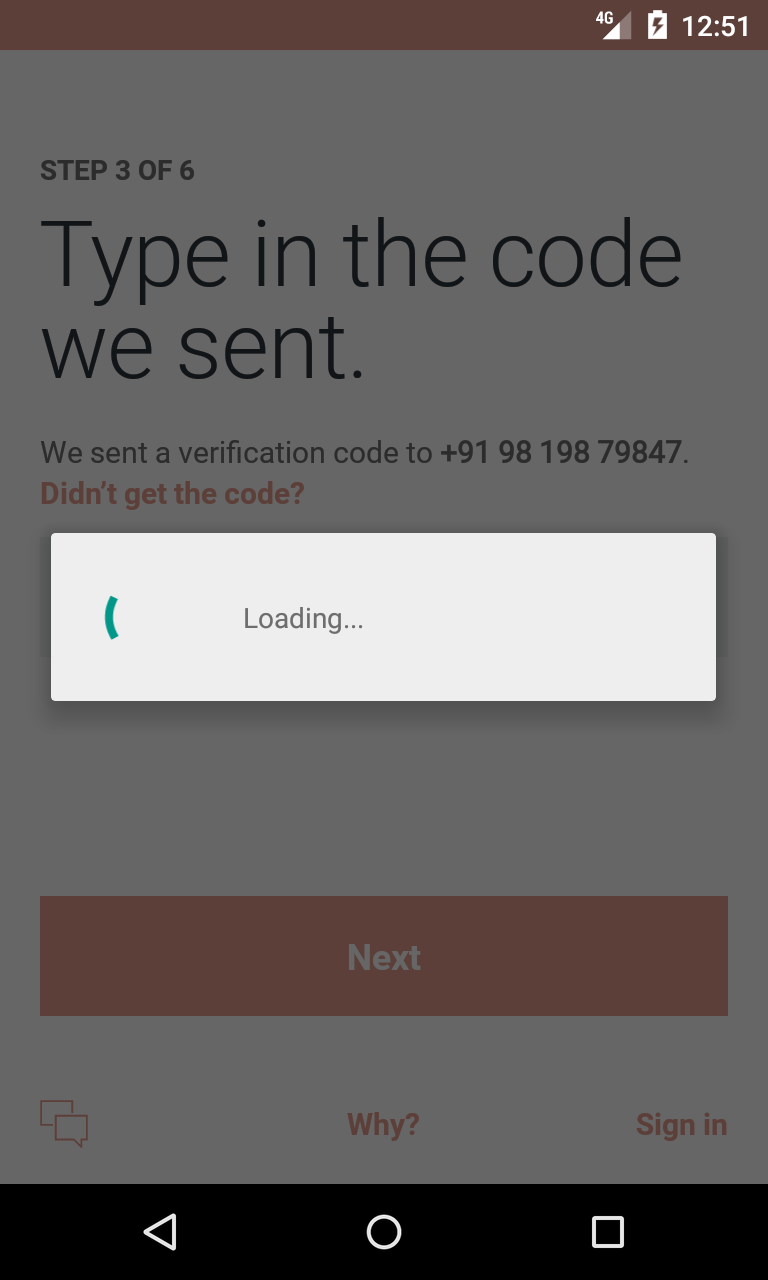 4G 12:51
STEP 3 OF 6
Type in the code
we sent.
We sent a verification code to +91 98 198 79847.
Didn’t get the code?
Loading...
Next
Why? Sign in